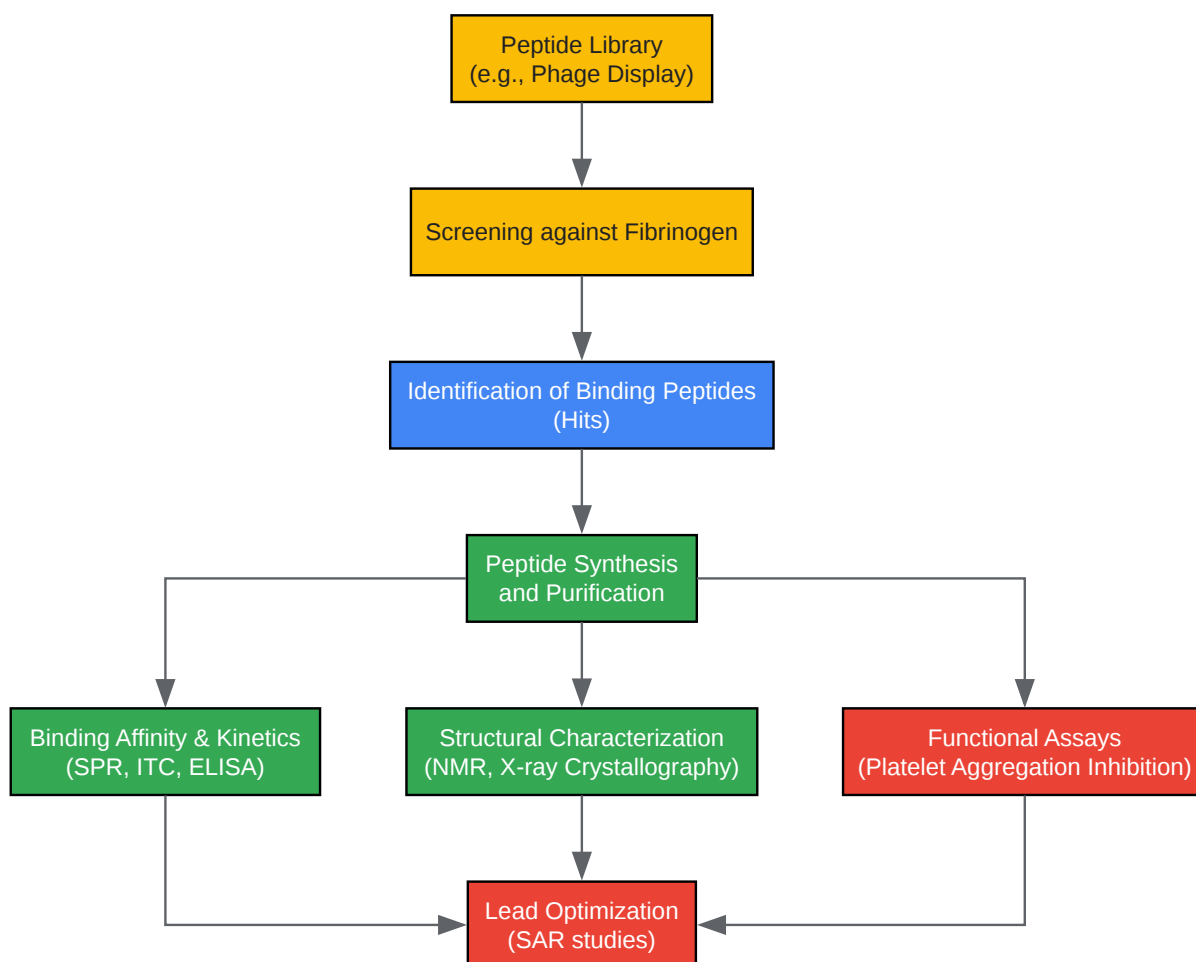 Peptide Library
(e.g., Phage Display)
Screening against Fibrinogen
Identification of Binding Peptides
(Hits)
Peptide Synthesis
and Purification
Binding Affinity & Kinetics
(SPR, ITC, ELISA)
Structural Characterization
(NMR, X-ray Crystallography)
Functional Assays
(Platelet Aggregation Inhibition)
Lead Optimization
(SAR studies)